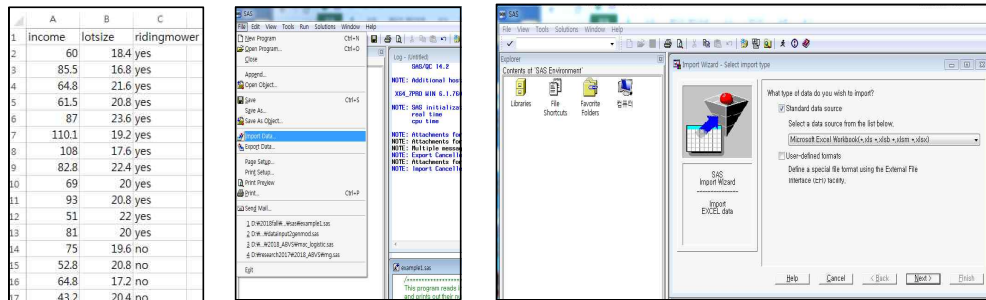 A B C
1 income lotsize ridingmower
2 60 18.4 yes
3 85.5 16.8 yes
4 64.8 21.6 yes
5 61.5 20.8 yes
6 87 23.6 yes
7 110.1 19.2 yes
8 108 17.6 yes
9 82.8 22.4 yes
10 69 20 yes
11 93 20.8 yes
12 51 22 yes
13 81 20 yes
14 75 19.6 no
15 52.8 20.8 no
16 64.8 17.2 no
17 43.2 20.4 no
SAS
File Edit View Tools Run Solutions Window Help
New Program Ctrl+N
Open Program... Ctrl+O
Close
Append...
Open Object...
Save Ctrl+S
Save As...
Save As Object...
Import Data...
Export Data...
Page Setup...
Print Setup...
Print Preview
Print... Ctrl+P
Send Mail...
Exit
Log - (Untitled)
SAS/QC 14.2
NOTE: Additional hos
NOTE: SAS initializa
real time
cpu time
NOTE: Attachments fo
NOTE: Attachments fo
NOTE: Multiple messa
NOTE: Export Cancelle
NOTE: Attachments fo
NOTE: Import Cancelle
example1.sas
This program reads i
and prints out their
SAS
File View Tools Solutions Window Help
Explorer
Contents of 'SAS Environment'
Libraries
File Shortcuts
Favorite Folders
컴퓨터
Import Wizard - Select import type
What type of data do you wish to import?
Standard data source
Select a data source from the list below.
Microsoft Excel Workbook(*.xls *.xlsb *.xlsm *.xlsx)
User-defined formats
Define a special file format using the External File
Interface (EFI) facility.
SAS
Import Wizard
Import
EXCEL data
Help Cancel < Back Next > Finish